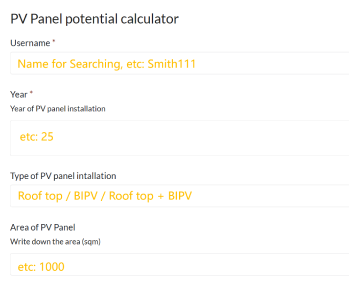 PV Panel potential calculator
Username *
Name for Searching, etc: Smith111
Year *
Year of PV panel installation
etc: 25
Type of PV panel intallation
Roof top / BIPV / Roof top + BIPV
Area of PV Panel
Write down the area (sqm)
etc: 1000